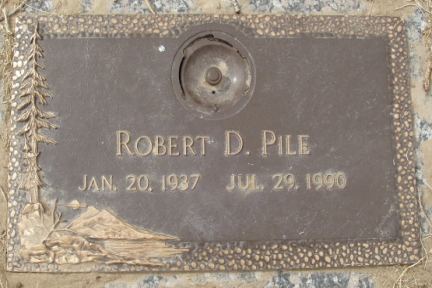 ROBERT D. PILE
JAN. 20, 1937 JUL. 29, 1990